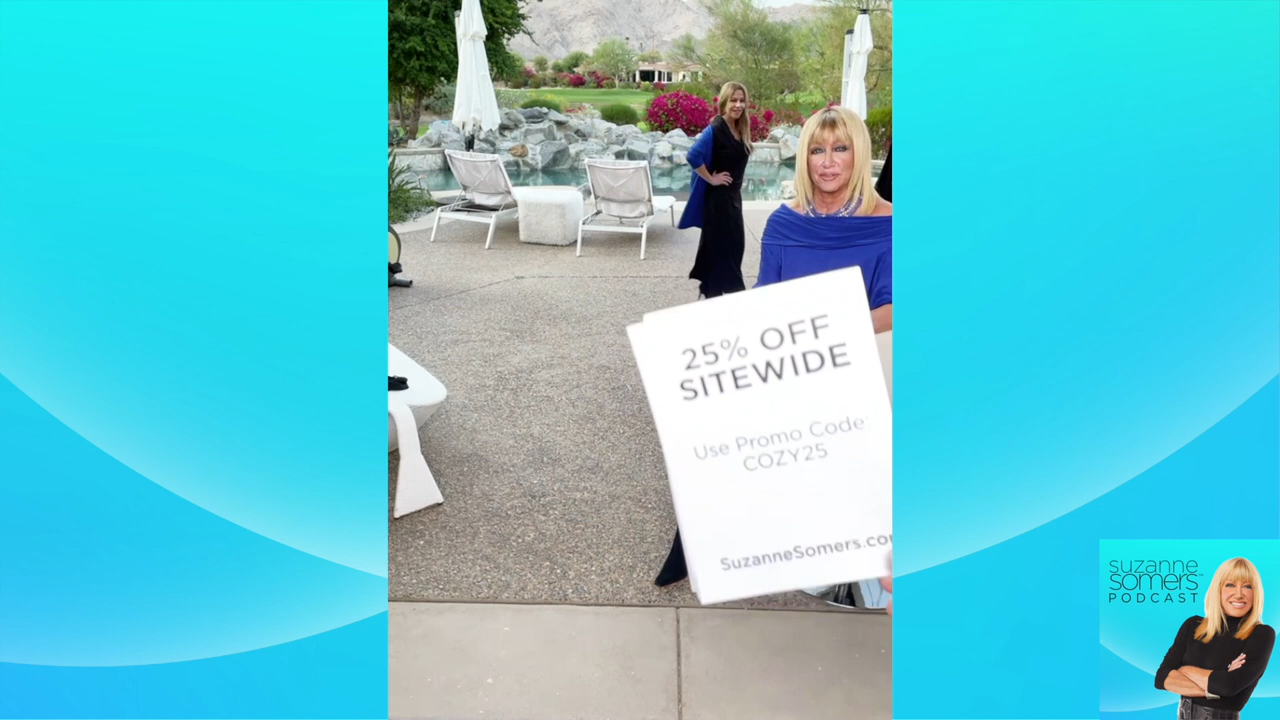 25% OFF
SITEWIDE
Use Promo Code:
COZY25
SuzanneSomers.co
suzanne
somers
PODCAST